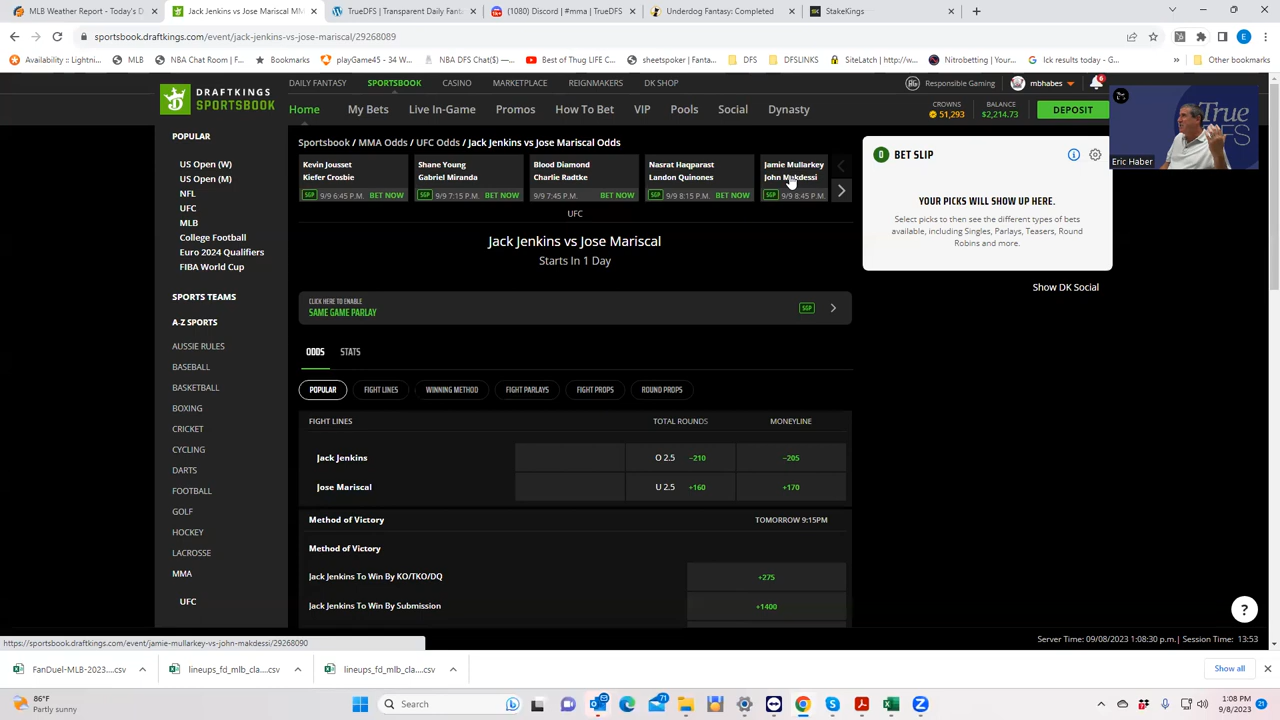 MLB Weather Report - Today's D
Jack Jenkins vs Jose Mariscal MM
TrueDFS | Transparent Daily Fanta
(1080) Discord | #mma | TrueDFS
Underdog Fantasy: Completed
StakeKings
sportsbook.draftkings.com/event/jack-jenkins-vs-jose-mariscal/29268089
E
Aviation :: Lightni...
MLB
NBA Chat Room (5)
Bookmarks
playGame45 - 3T W...
NBA DFS Chat($) —...
Best of Thug LIFE C...
sheetspoker | Fanta...
DFS
DFSLINKS
SiteLatch | http://w...
Nitrobetting | Your...
Ick results - Google...
Other bookmarks
DRAFTKINGS
SPORTSBOOK
DAILY FANTASY
SPORTSBOOK
CASINO
MARKETPLACE
REIGNMAKERS
DK SHOP
Responsible Gaming
mbhabes
6
Home
My Bets
Live In-Game
Promos
How To Bet
VIP
Pools
Social
Dynasty
CROWNS
51,293
BALANCE
$2,214.73
DEPOSIT
True
Eric Haber
POPULAR
US Open (W)
US Open (M)
NFL
UFC
MLB
College Football
Euro 2024 Qualifiers
FIBA World Cup
SPORTS TEAMS
A-Z SPORTS
AUSSIE RULES
BASEBALL
BASKETBALL
BOXING
CRICKET
CYCLING
DARTS
FOOTBALL
GOLF
HOCKEY
LACROSSE
MMA
UFC
Sportsbook / MMA Odds / UFC Odds / Jack Jenkins vs Jose Mariscal Odds
Kevin Jousset
Kiefer Crosbie
SGP 9/9 6:45 P.M. BET NOW
Shane Young
Gabriel Miranda
SGP 9/9 7:15 P.M. BET NOW
Blood Diamond
Charlie Radtke
9/9 7:45 P.M. BET NOW
Nasrat Haqparast
Landon Quinones
SGP 9/9 8:15 P.M. BET NOW
Jamie Mullarkey
John Makdessi
SGP 9/9 8:45 P.M.
UFC
Jack Jenkins vs Jose Mariscal
Starts In 1 Day
CLICK HERE TO ENABLE
SAME GAME PARLAY
SGP
ODDS
STATS
POPULAR
FIGHT LINES
WINNING METHOD
FIGHT PARLAYS
FIGHT PROPS
ROUND PROPS
FIGHT LINES TOTAL ROUNDS MONEYLINE
Jack Jenkins O 2.5 −210 −205
Jose Mariscal U 2.5 +160 +170
Method of Victory TOMORROW 9:15PM
Method of Victory
Jack Jenkins To Win By KO/TKO/DQ +275
Jack Jenkins To Win By Submission +1400
0 BET SLIP
YOUR PICKS WILL SHOW UP HERE.
Select picks to then see the different types of bets
available, including Singles, Parlays, Teasers, Round
Robins and more.
Show DK Social
?
https://sportsbook.draftkings.com/event/jamie-mullarkey-vs-john-makdessi/29268090
Server Time: 09/08/2023 1:08:30 p.m.| Session Time: 13:53
FanDuel-MLB-2023....csv
lineups_fd_mlb_cla....csv
lineups_fd_mlb_cla....csv
Show all
86°F
Partly sunny
Search
71
1:08 PM
9/8/2023
21